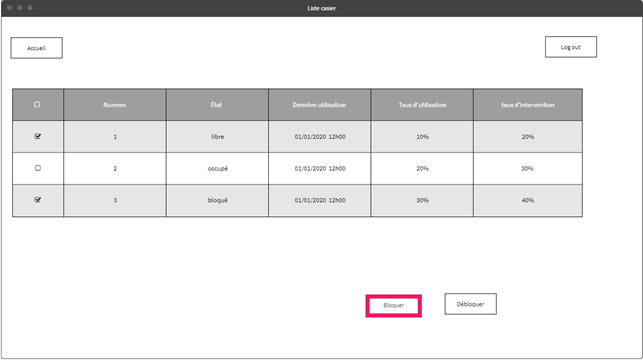 Liste casier
Accueil
Log out
Numero État Dernière utilisation Taux d'utilisation taux d'intervention
1 libre 01/01/2020 12h00 10% 20%
2 occupé 01/01/2020 12h00 20% 30%
3 bloqué 01/01/2020 12h00 30% 40%
Bloquer
Débloquer